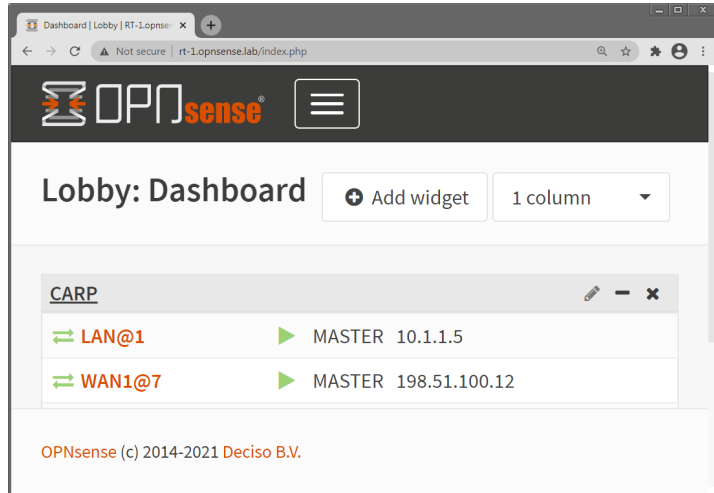 Dashboard | Lobby | RT-1.opnsen
Not secure | rt-1.opnsense.lab/index.php
OPNsense®
Lobby: Dashboard
Add widget
1 column
CARP
LAN@1 MASTER 10.1.1.5
WAN1@7 MASTER 198.51.100.12
OPNsense (c) 2014-2021 Deciso B.V.